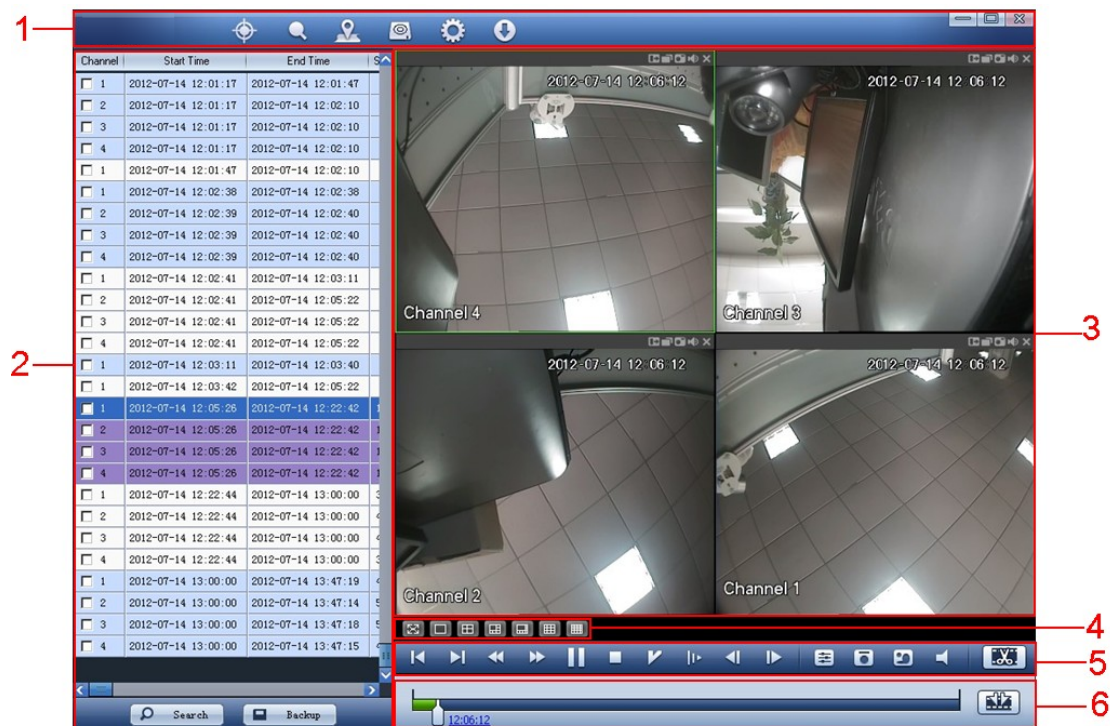 1
Channel Start Time End Time S
1 2012-07-14 12:01:17 2012-07-14 12:01:47
2 2012-07-14 12:01:17 2012-07-14 12:02:10
3 2012-07-14 12:01:17 2012-07-14 12:02:10
4 2012-07-14 12:01:17 2012-07-14 12:02:10
1 2012-07-14 12:01:47 2012-07-14 12:02:10
1 2012-07-14 12:02:38 2012-07-14 12:02:38
2 2012-07-14 12:02:39 2012-07-14 12:02:40
3 2012-07-14 12:02:39 2012-07-14 12:02:40
4 2012-07-14 12:02:39 2012-07-14 12:02:40
1 2012-07-14 12:02:41 2012-07-14 12:03:11
2 2012-07-14 12:02:41 2012-07-14 12:05:22
3 2012-07-14 12:02:41 2012-07-14 12:05:22
4 2012-07-14 12:02:41 2012-07-14 12:05:22
1 2012-07-14 12:03:11 2012-07-14 12:03:40
1 2012-07-14 12:03:42 2012-07-14 12:05:22
1 2012-07-14 12:05:26 2012-07-14 12:22:42 1
2 2012-07-14 12:05:26 2012-07-14 12:22:42 1
3 2012-07-14 12:05:26 2012-07-14 12:22:42 1
4 2012-07-14 12:05:26 2012-07-14 12:22:42 1
1 2012-07-14 12:22:44 2012-07-14 13:00:00
2 2012-07-14 12:22:44 2012-07-14 13:00:00
3 2012-07-14 12:22:44 2012-07-14 13:00:00
4 2012-07-14 12:22:44 2012-07-14 13:00:00
1 2012-07-14 13:00:00 2012-07-14 13:47:19
2 2012-07-14 13:00:00 2012-07-14 13:47:14
3 2012-07-14 13:00:00 2012-07-14 13:47:18
4 2012-07-14 13:00:00 2012-07-14 13:47:15
2
Search Backup
2012-07-14 12:06:12
Channel 4
2012-07-14 12:06:12
Channel 3
2012-07-14 12:06:12
Channel 2
2012-07-14 12:06:12
Channel 1
3
4
5
12:06:12
6